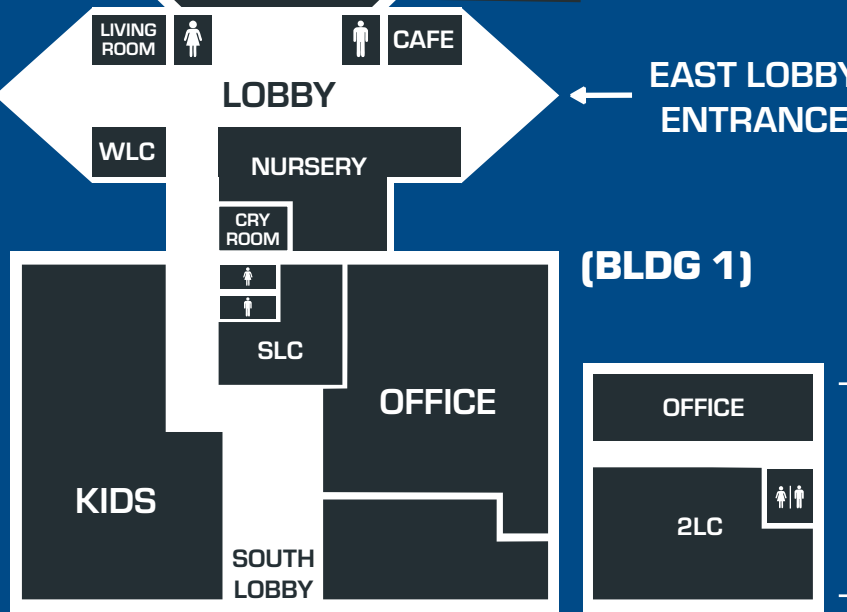 LIVING
ROOM
CAFE
LOBBY
EAST LOBBY
ENTRANCE
WLC
NURSERY
CRY
ROOM
(BLDG 1)
SLC
OFFICE
OFFICE
KIDS
2LC
SOUTH
LOBBY